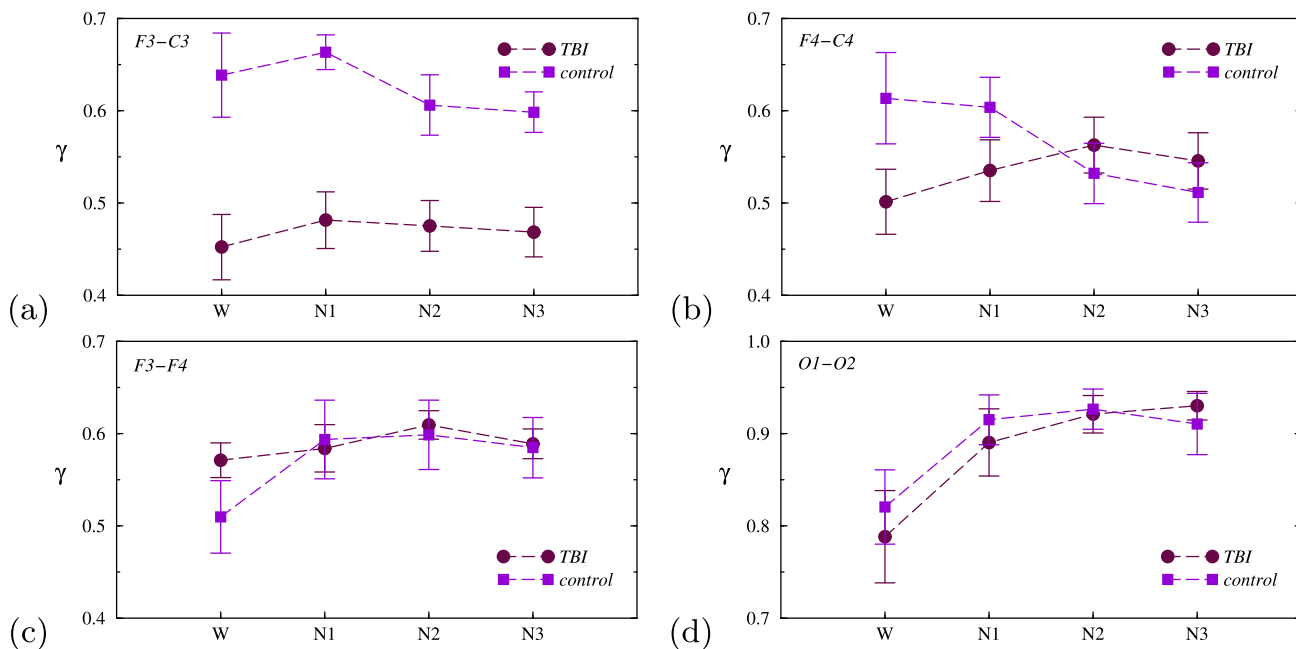 (a)
F3−C3
TBI
control
γ
0.7
0.6
0.5
0.4
W N1 N2 N3
(b)
F4−C4
TBI
control
γ
0.7
0.6
0.5
0.4
W N1 N2 N3
(c)
F3−F4
TBI
control
γ
0.7
0.6
0.5
0.4
W N1 N2 N3
(d)
O1−O2
TBI
control
γ
1.0
0.9
0.8
0.7
W N1 N2 N3